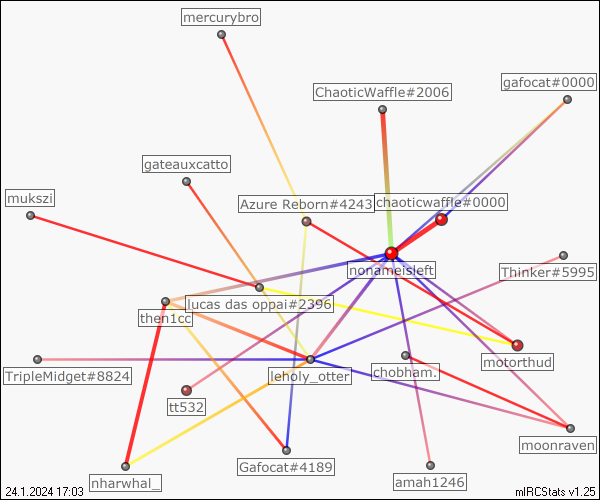 mercurybro
gafocat#0000
ChaoticWaffle#2006
gateauxcatto
mukszi
Azure Reborn#4243
chaoticwaffle#0000
nonameisleft
Thinker#5995
lucas das oppai#2396
then1cc
motorthud
TripleMidget#8824
leholy_otter
chobham.
tt532
moonraven
Gafocat#4189
nharwhal_
amah1246
24.1.2024 17:03
mIRCStats v1.25